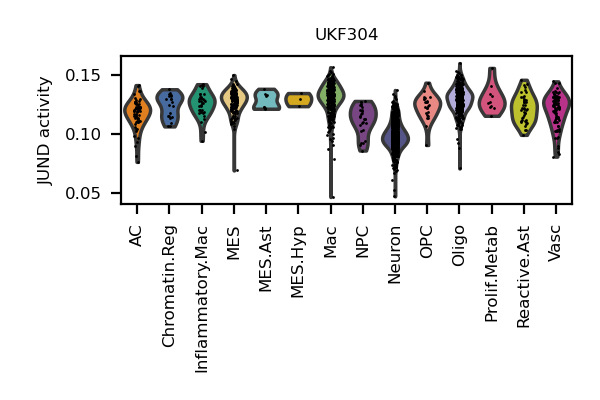 UKF304
JUND activity
0.15
0.10
0.05
AC
Chromatin.Reg
Inflammatory.Mac
MES
MES.Ast
MES.Hyp
Mac
NPC
Neuron
OPC
Oligo
Prolif.Metab
Reactive.Ast
Vasc